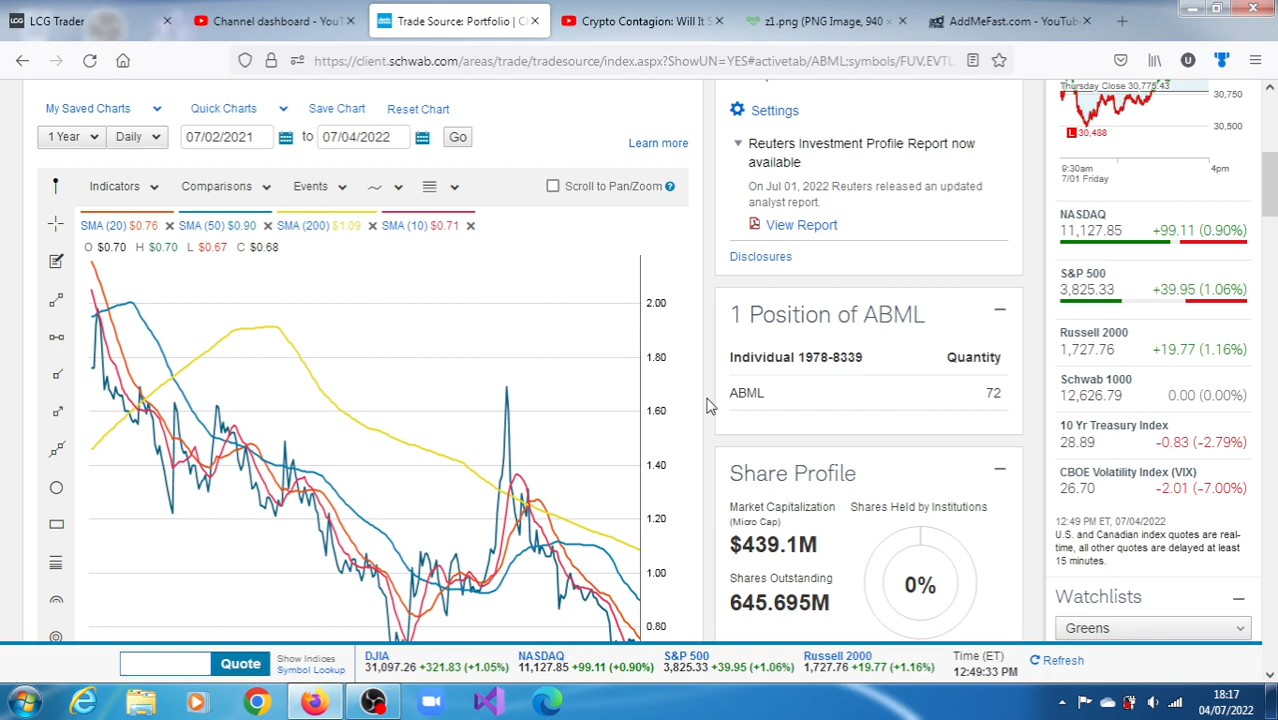 LCG Trader
Channel dashboard - YouT
Trade Source: Portfolio | C
Crypto Contagion: Will It S
z1.png (PNG Image, 940
AddMeFast.com - YouTub
https://client.schwab.com/areas/trade/tradesource/index.aspx?ShowUN=YES#activetab/ABML;symbols/FUV,EVTL
My Saved Charts
Quick Charts
Save Chart
Reset Chart
1 Year
Daily
07/02/2021
to
07/04/2022
Go
Learn more
Indicators
Comparisons
Events
Scroll to Pan/Zoom
SMA (20) $0.76
SMA (50) $0.90
SMA (200) $1.09
SMA (10) $0.71
O $0.70 H $0.70 L $0.67 C $0.68
2.00
1.80
1.60
1.40
1.20
1.00
0.80
Settings
Reuters Investment Profile Report now
available
On Jul 01, 2022 Reuters released an updated
analyst report.
View Report
Disclosures
1 Position of ABML
Individual 1978-8339
Quantity
ABML
72
Share Profile
Market Capitalization
(Micro Cap)
$439.1M
Shares Outstanding
645.695M
Shares Held by Institutions
0%
Thursday Close 30,775.43
30,750
L 30,488
30,500
9:30am
4pm
7/01 Friday
NASDAQ
11,127.85
+99.11 (0.90%)
S&P 500
3,825.33
+39.95 (1.06%)
Russell 2000
1,727.76
+19.77 (1.16%)
Schwab 1000
12,626.79
0.00 (0.00%)
10 Yr Treasury Index
28.89
-0.83 (-2.79%)
CBOE Volatility Index (VIX)
26.70
-2.01 (-7.00%)
12:49 PM ET, 07/04/2022
U.S. and Canadian index quotes are real-
time, all other quotes are delayed at least
15 minutes.
Watchlists
Greens
Quote
Show Indices
Symbol Lookup
DJIA
31,097.26 +321.83 (+1.05%)
NASDAQ
11,127.85 +99.11 (+0.90%)
S&P 500
3,825.33 +39.95 (+1.06%)
Russell 2000
1,727.76 +19.77 (+1.16%)
Time (ET)
12:49:33 PM
Refresh
18:17
04/07/2022